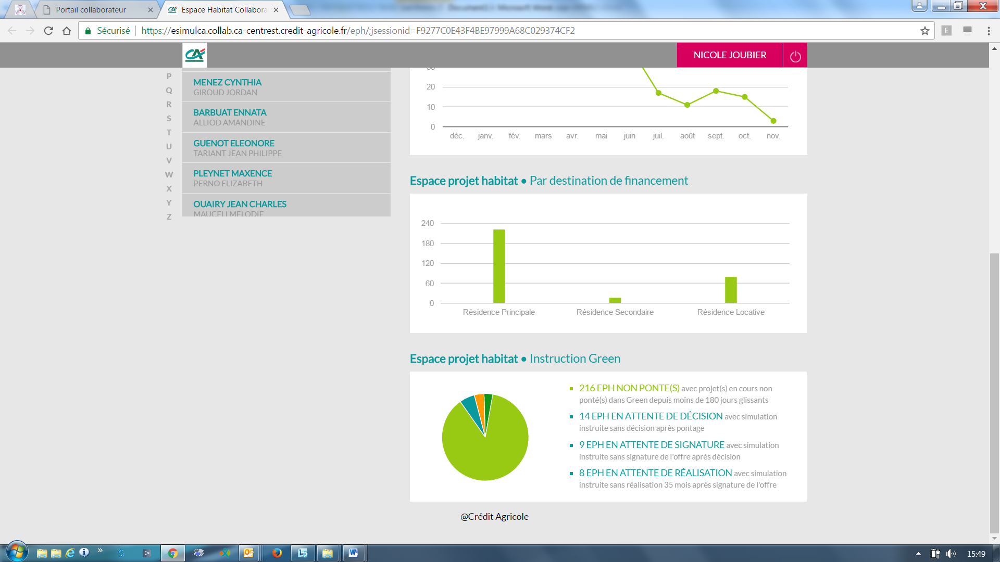 Portail collaborateur
Espace Habitat Collabora
Sécurisé
https://esimulca.collab.ca-centrest.credit-agricole.fr/eph/;jsessionid=F9277C0E43F4BE97999A68C029374CF2
CA
NICOLE JOUBIER
P
Q
R
S
T
U
V
W
X
Y
Z
MENEZ CYNTHIA
GIROUD JORDAN
BARBUAT ENNATA
ALLIOD AMANDINE
GUENOT ELEONORE
TARIANT JEAN PHILIPPE
PLEYNET MAXENCE
PERNO ELIZABETH
OUAIRY JEAN CHARLES
MAUCELI MELODIE
30
20
10
0
déc. janv. fév. mars avr. mai juin juil. août sept. oct. nov.
Espace projet habitat • Par destination de financement
240
180
120
60
0
Résidence Principale Résidence Secondaire Résidence Locative
Espace projet habitat • Instruction Green
216 EPH NON PONTE(S) avec projet(s) en cours non
ponté(s) dans Green depuis moins de 180 jours glissants
14 EPH EN ATTENTE DE DÉCISION avec simulation
instruite sans décision après pontage
9 EPH EN ATTENTE DE SIGNATURE avec simulation
instruite sans signature de l'offre après décision
8 EPH EN ATTENTE DE RÉALISATION avec simulation
instruite sans réalisation 35 mois après signature de l'offre
@Crédit Agricole
15:49